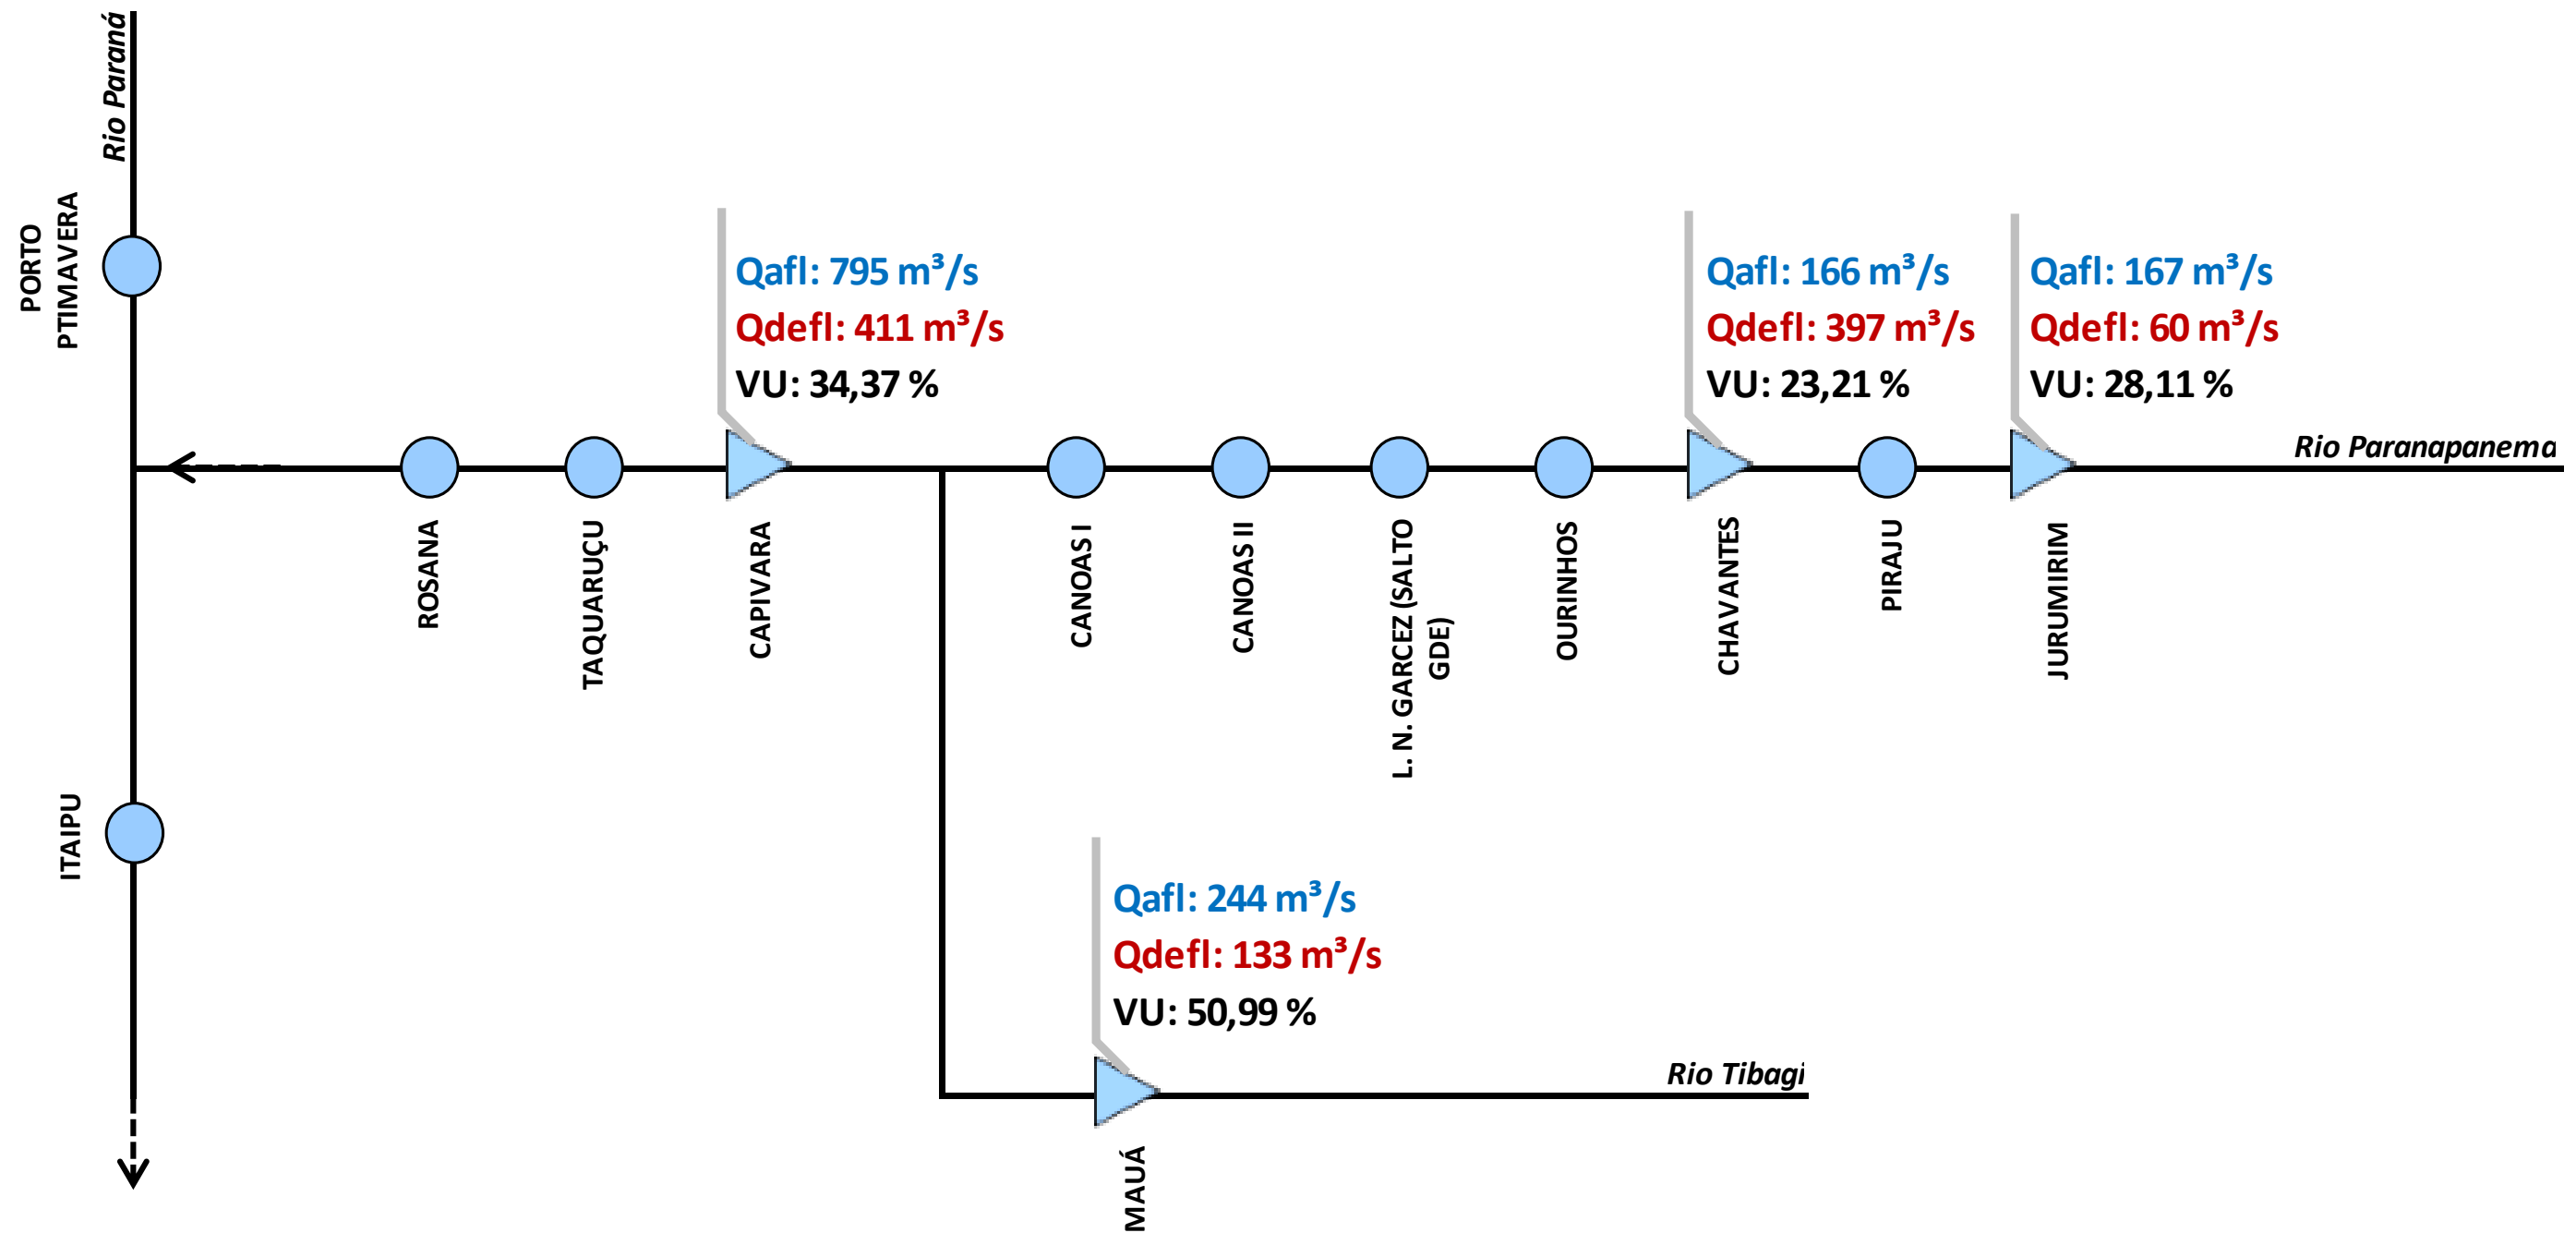 Rio Paraná
PORTO
PTIMAVERA
Qafl: 795 m³/s
Qdefl: 411 m³/s
VU: 34,37 %
Qafl: 166 m³/s
Qdefl: 397 m³/s
VU: 23,21 %
Qafl: 167 m³/s
Qdefl: 60 m³/s
VU: 28,11 %
Rio Paranapanema
ROSANA
TAQUARUÇU
CAPIVARA
CANOAS I
CANOAS II
L. N. GARCEZ (SALTO
GDE)
OURINHOS
CHAVANTES
PIRAJU
JURUMIRIM
ITAIPU
Qafl: 244 m³/s
Qdefl: 133 m³/s
VU: 50,99 %
Rio Tibagi
MAUÁ